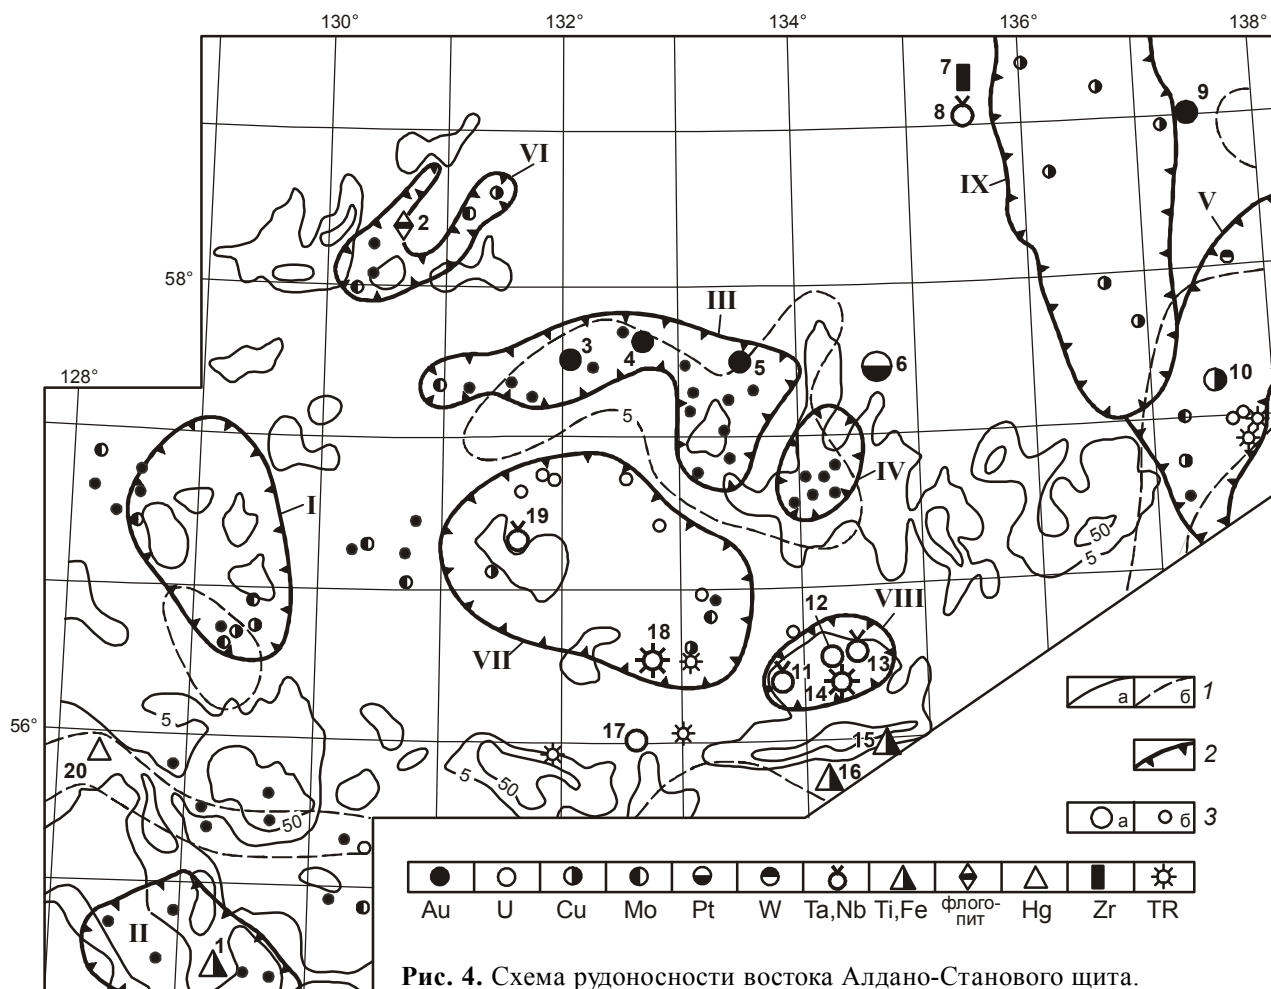 130° 132° 134° 136° 138°
7
8
9
VI
IX
V
2
58°
III
3
4
5
6
10
128°
5
I
IV
19
50
5
12
VIII
18
VII
11
13
14
а б 1
5
56°
17
15
20
5
50
16
2
50
а б 3
II
1
Au U Cu Mo Pt W Ta,Nb Ti,Fe флого-пит Hg Zr TR
Рис. 4. Схема рудоносности востока Алдано-Станового щита.